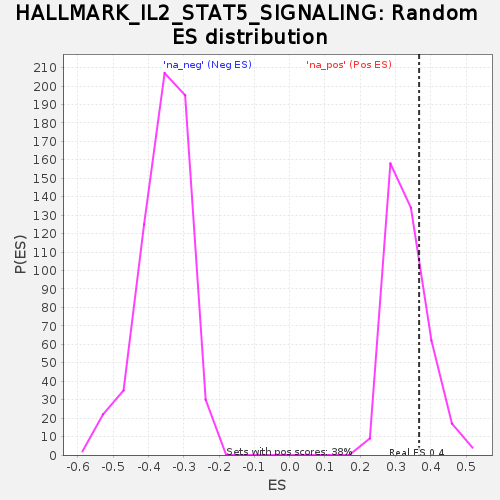 HALLMARK_IL2_STAT5_SIGNALING: Random
ES distribution
'na_neg' (Neg ES)
'na_pos' (Pos ES)
210
200
190
180
170
160
150
140
130
120
110
100
90
80
70
60
50
40
30
20
10
0
P(ES)
Sets with pos scores: 38%
Real ES 0.4
-0.6 -0.5 -0.4 -0.3 -0.2 -0.1 0.0 0.1 0.2 0.3 0.4 0.5
ES